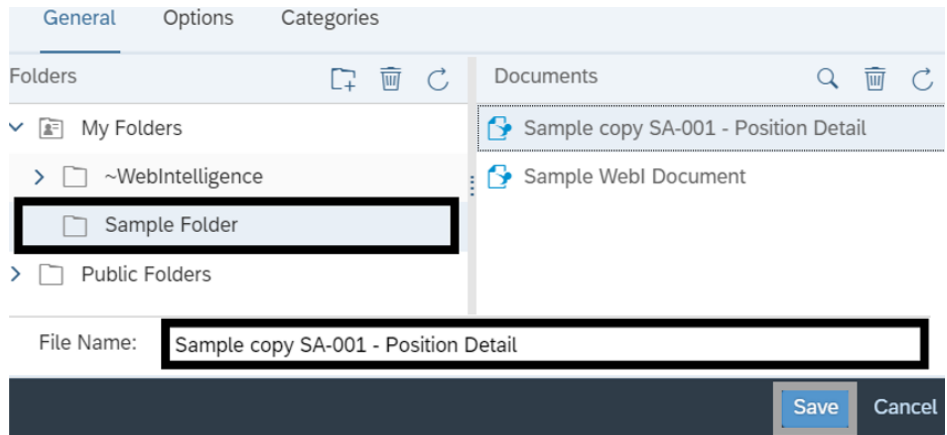 General Options Categories
Folders
My Folders
~WebIntelligence
Sample Folder
Public Folders
Documents
Sample copy SA-001 - Position Detail
Sample WebI Document
File Name: Sample copy SA-001 - Position Detail
Save Cancel